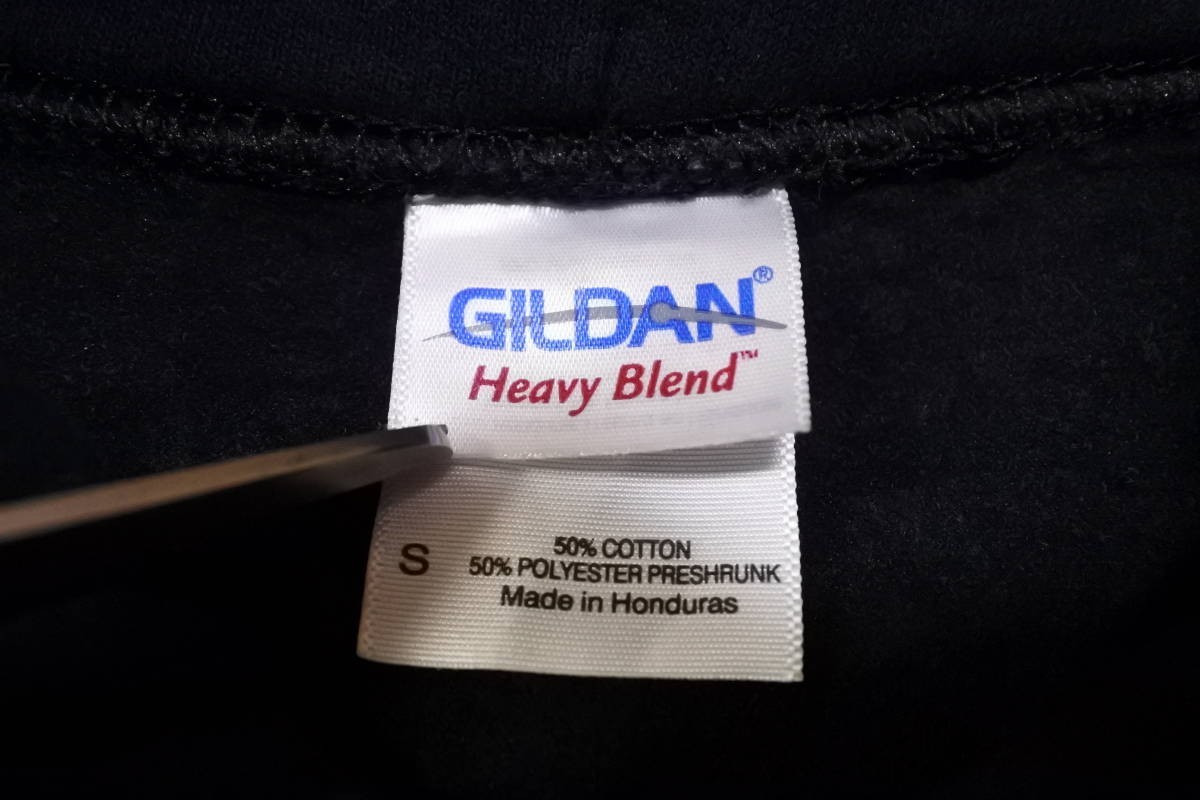 GILDAN®
Heavy Blend™
S
50% COTTON
50% POLYESTER PRESHRUNK
Made in Honduras